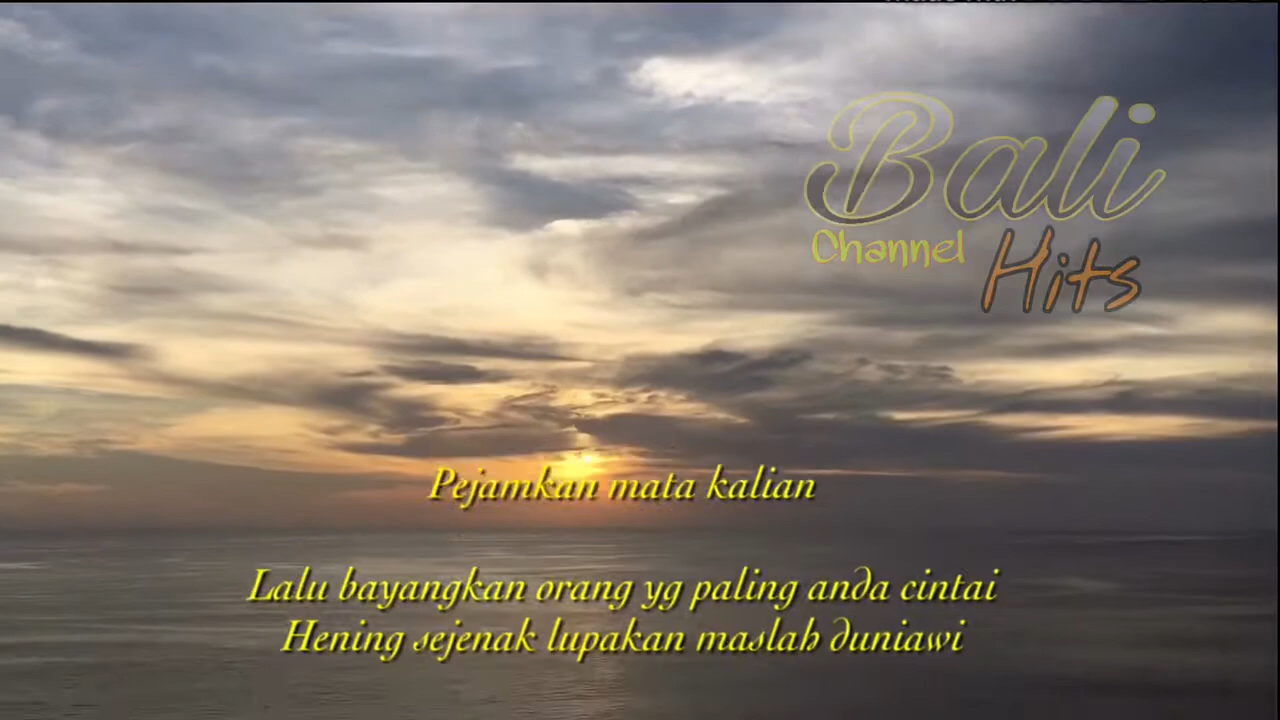 Bali
Channel Hits
Pejamkan mata kalian
Lalu bayangkan orang yg paling anda cintai
Hening sejenak lupakan maslah duniawi